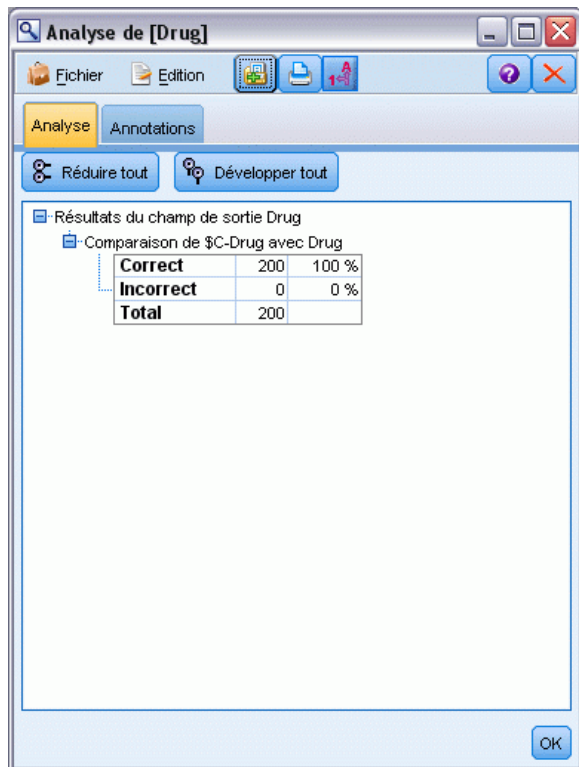 Analyse de [Drug]
Fichier Edition
Analyse Annotations
Réduire tout Développer tout
Résultats du champ de sortie Drug
Comparaison de $C-Drug avec Drug
Correct 200 100 %
Incorrect 0 0 %
Total 200
OK